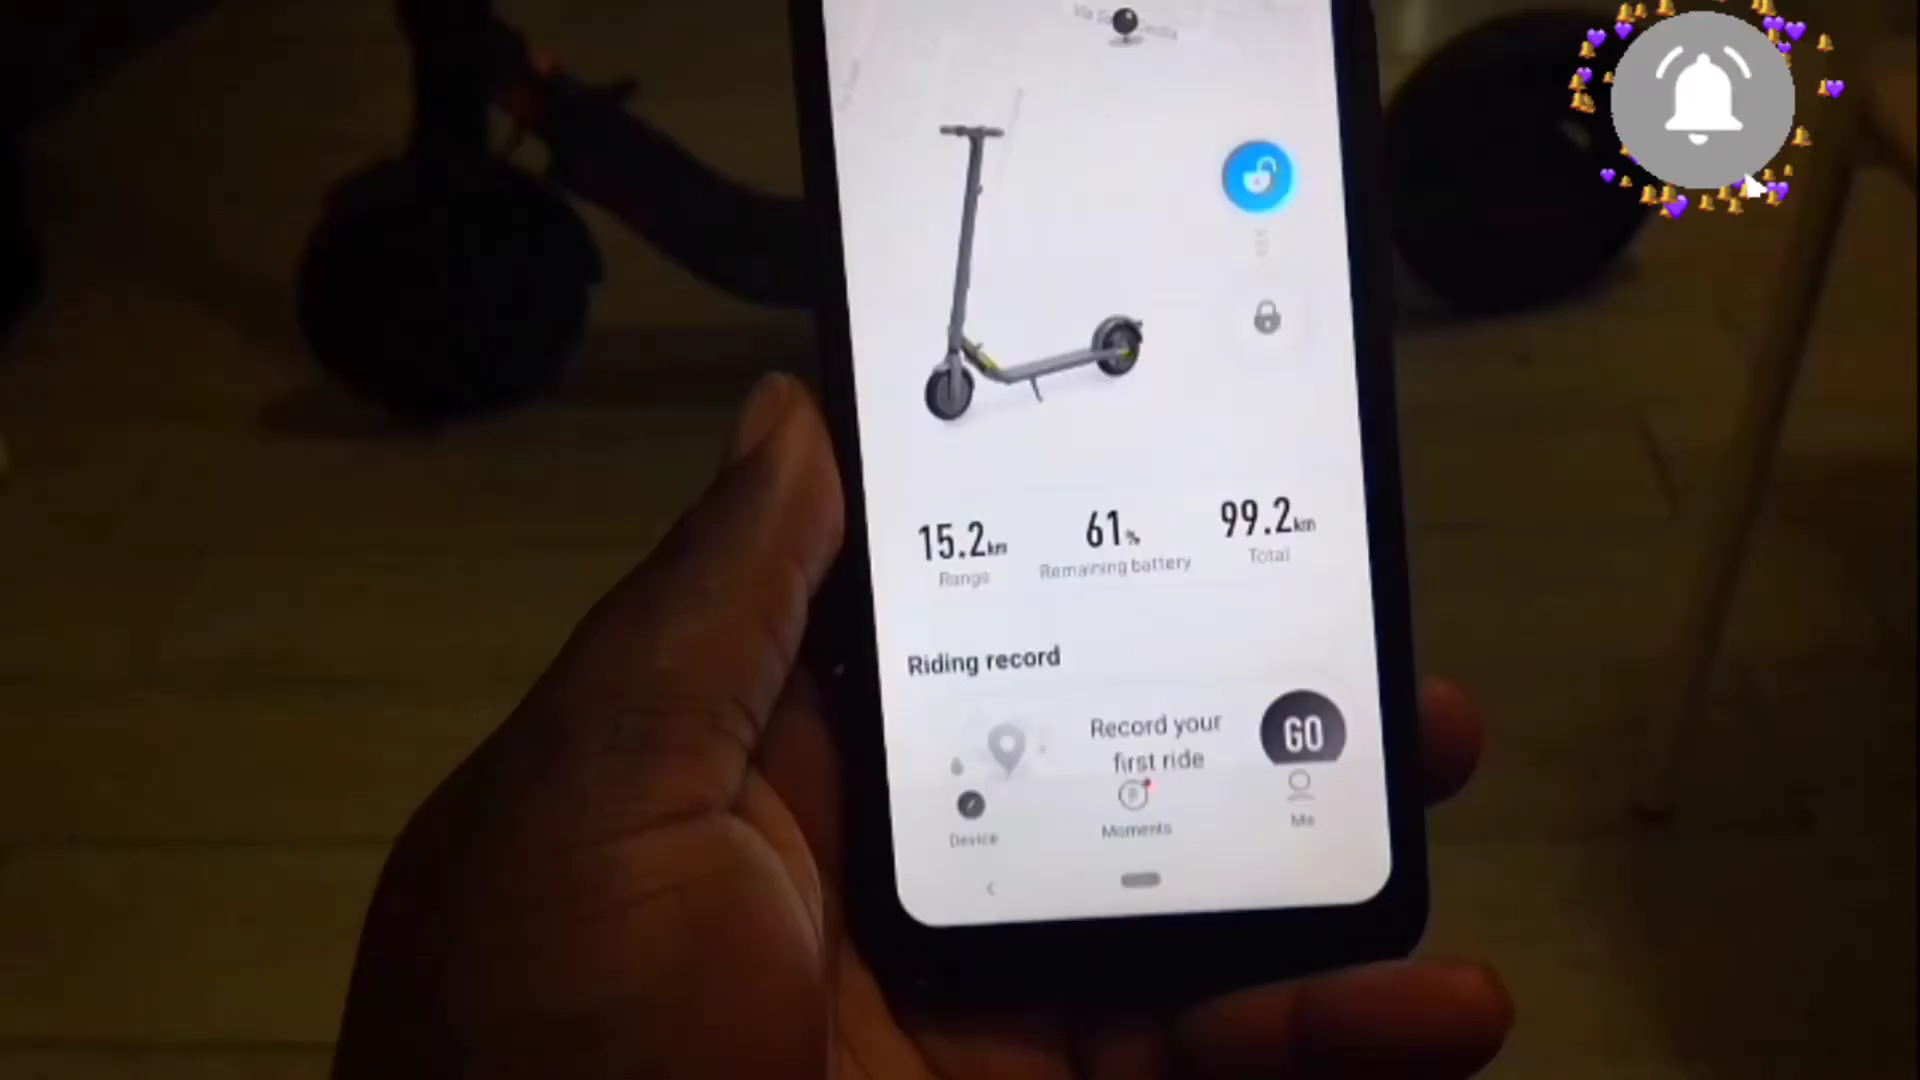 15.2km
Range
61%
Remaining battery
99.2km
Total
Riding record
Record your
first ride
GO
Device
Moments
Me